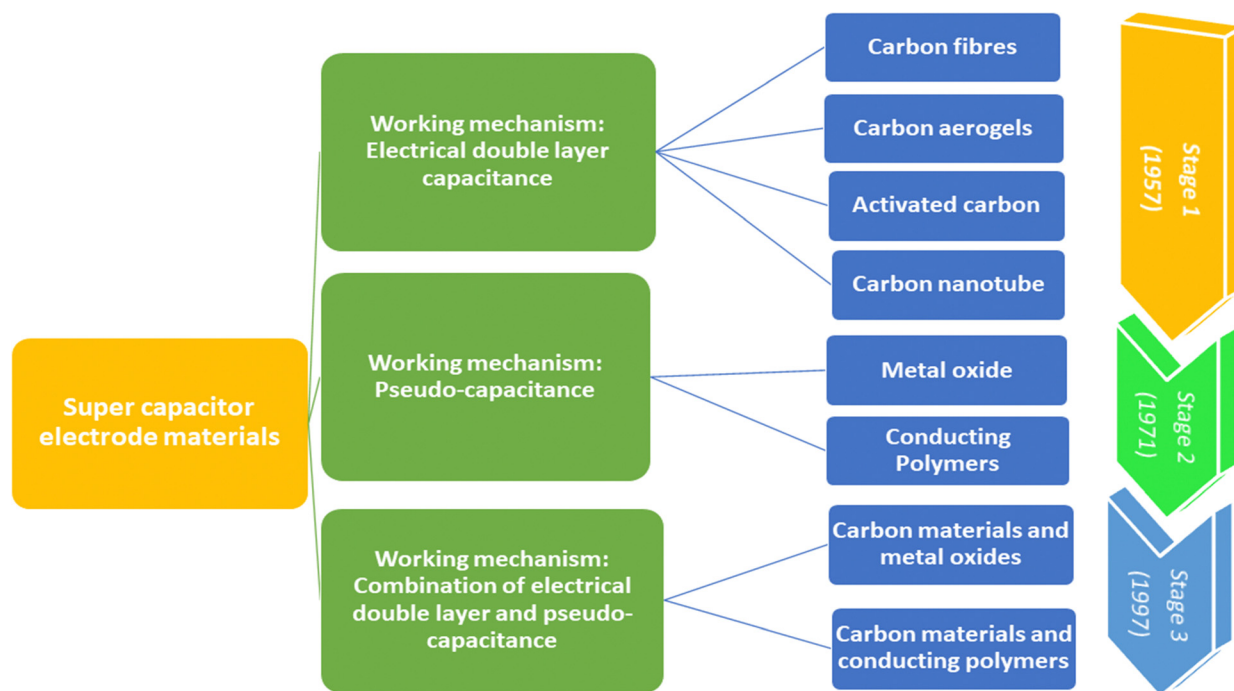 Super capacitor
electrode materials
Working mechanism:
Electrical double layer
capacitance
Carbon fibres
Carbon aerogels
Activated carbon
Carbon nanotube
Working mechanism:
Pseudo-capacitance
Metal oxide
Conducting
Polymers
Working mechanism:
Combination of electrical
double layer and pseudo-
capacitance
Carbon materials and
metal oxides
Carbon materials and
conducting polymers
Stage 1
(1957)
Stage 2
(1971)
Stage 3
(1997)